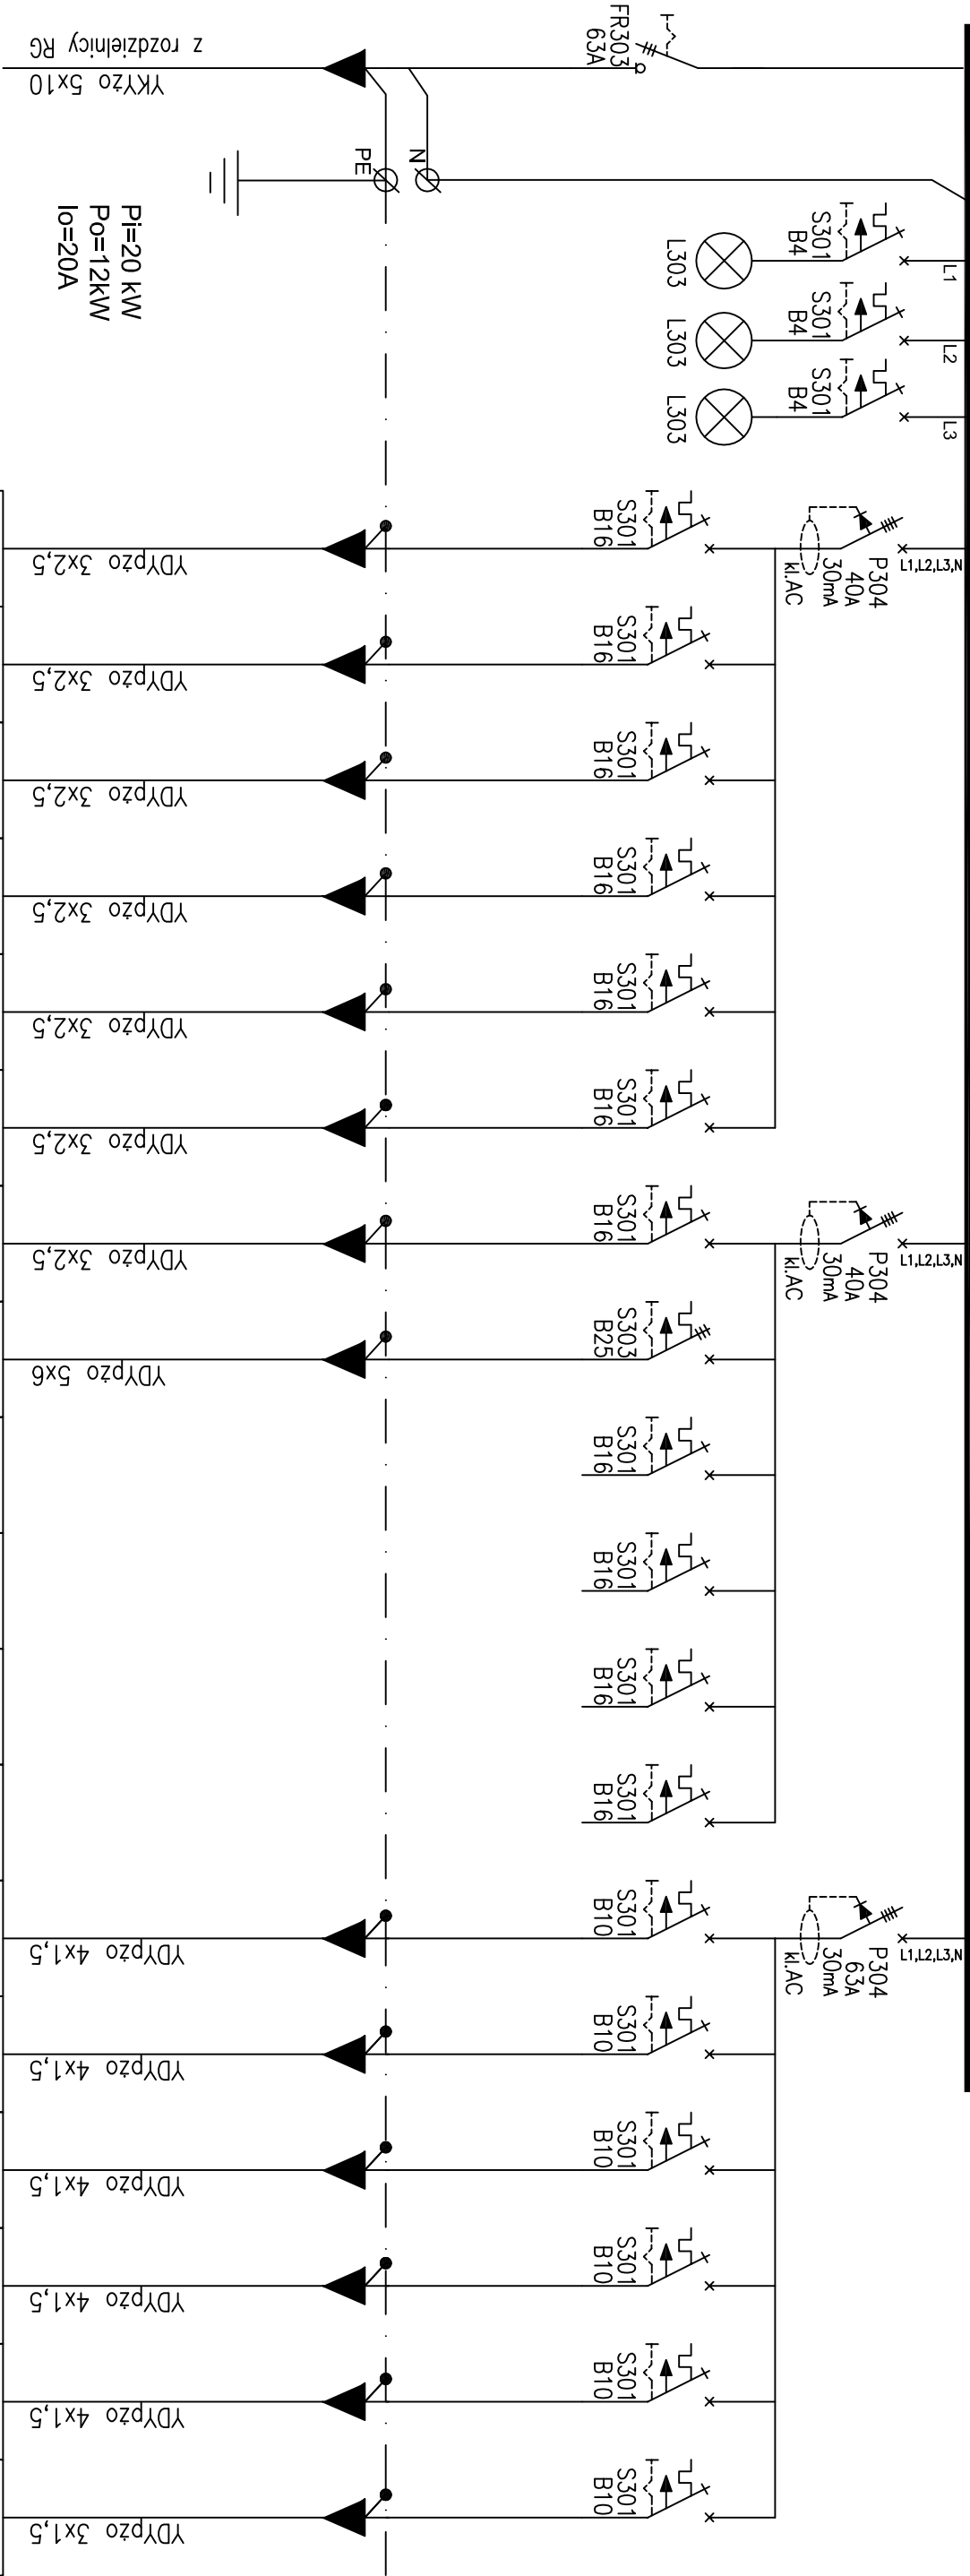 z rozdzielnicy RG
YKYżo 5x10
FR303
63A
PE
N
Pi=20 kW
Po=12kW
Io=20A
L1
S301
B4
L303
L2
S301
B4
L303
L3
S301
B4
L303
L1,L2,L3,N
P304
40A
30mA
kl.AC
S301
B16
YDYpżo 3x2,5
S301
B16
YDYpżo 3x2,5
S301
B16
YDYpżo 3x2,5
S301
B16
YDYpżo 3x2,5
S301
B16
YDYpżo 3x2,5
S301
B16
YDYpżo 3x2,5
L1,L2,L3,N
P304
40A
30mA
kl.AC
S301
B16
YDYpżo 3x2,5
S303
B25
YDYpżo 5x6
S301
B16
S301
B16
S301
B16
S301
B16
L1,L2,L3,N
P304
63A
30mA
kl.AC
S301
B10
YDYpżo 4x1,5
S301
B10
YDYpżo 4x1,5
S301
B10
YDYpżo 4x1,5
S301
B10
YDYpżo 4x1,5
S301
B10
YDYpżo 4x1,5
S301
B10
YDYpżo 3x1,5